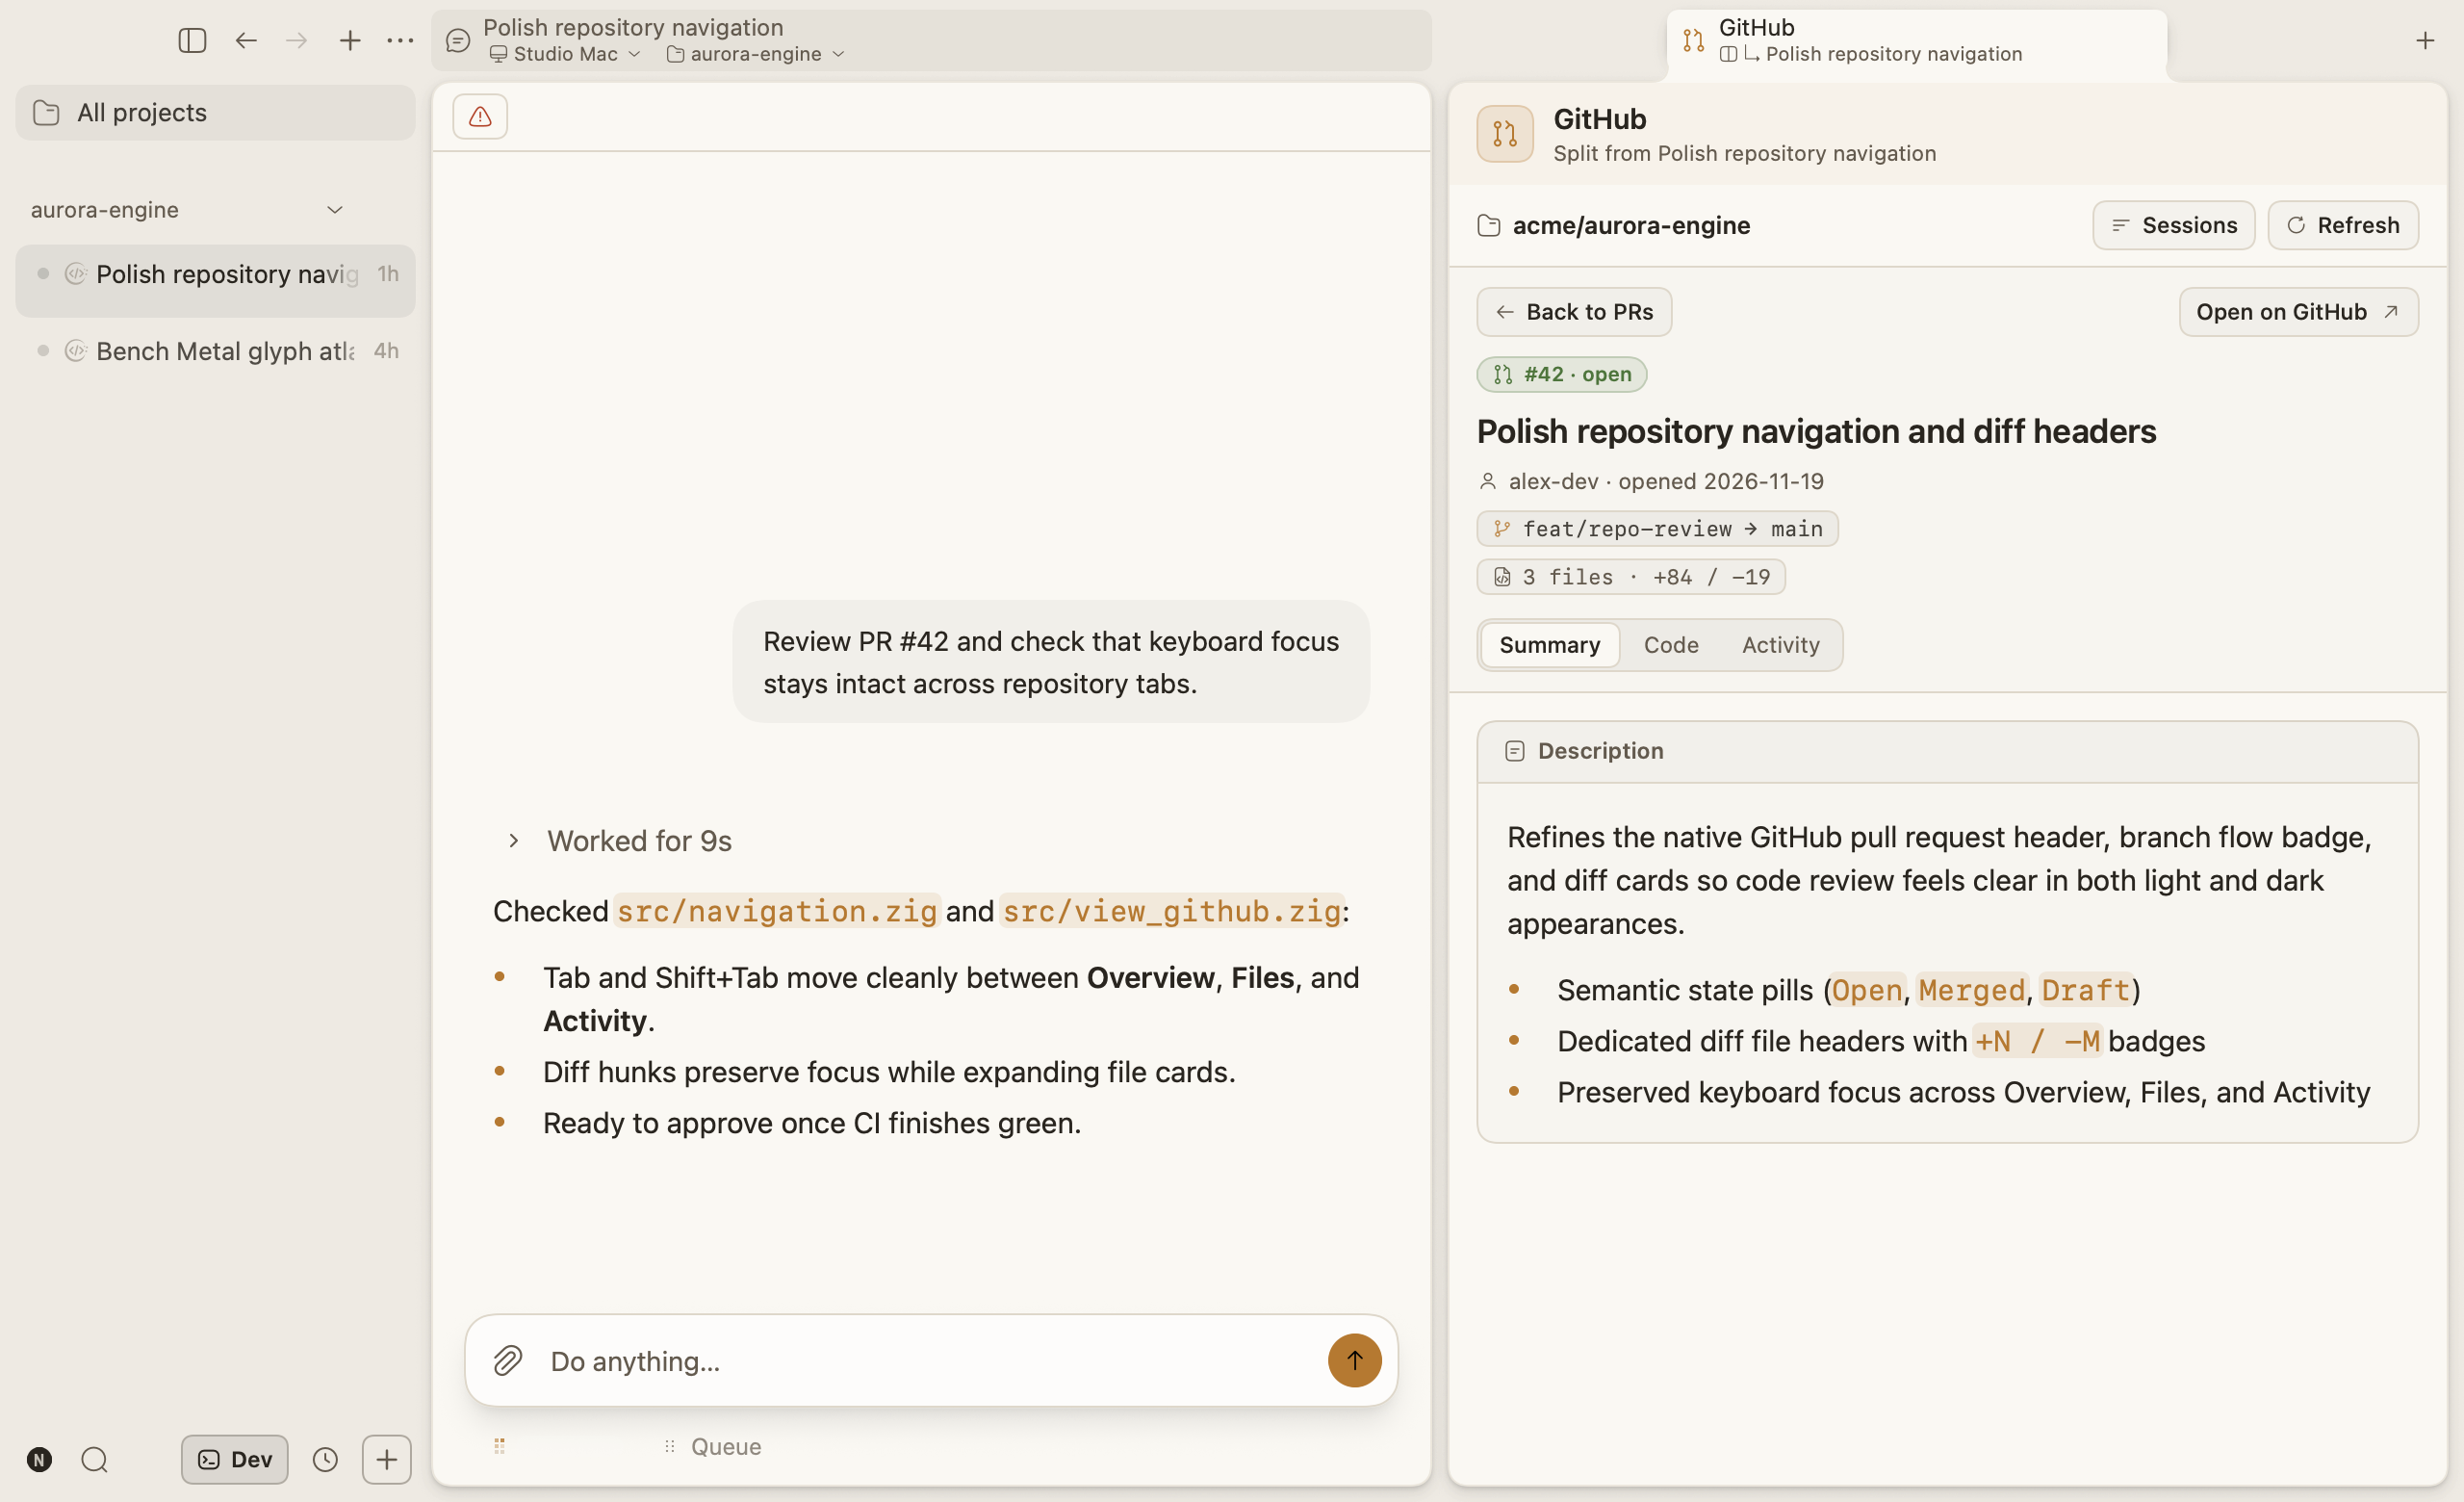 Polish repository navigation
Studio Mac
aurora-engine
GitHub
Polish repository navigation
All projects
aurora-engine
Polish repository navig
1h
Bench Metal glyph atla
4h
N
Dev
Review PR #42 and check that keyboard focus
stays intact across repository tabs.
Worked for 9s
Checked src/navigation.zig and src/view_github.zig:
Tab and Shift+Tab move cleanly between Overview, Files, and
Activity.
Diff hunks preserve focus while expanding file cards.
Ready to approve once CI finishes green.
Do anything...
Queue
GitHub
Split from Polish repository navigation
acme/aurora-engine
Sessions
Refresh
Back to PRs
Open on GitHub
#42 · open
Polish repository navigation and diff headers
alex-dev · opened 2026-11-19
feat/repo-review → main
3 files · +84 / −19
Summary
Code
Activity
Description
Refines the native GitHub pull request header, branch flow badge,
and diff cards so code review feels clear in both light and dark
appearances.
Semantic state pills (Open, Merged, Draft)
Dedicated diff file headers with +N / −M badges
Preserved keyboard focus across Overview, Files, and Activity